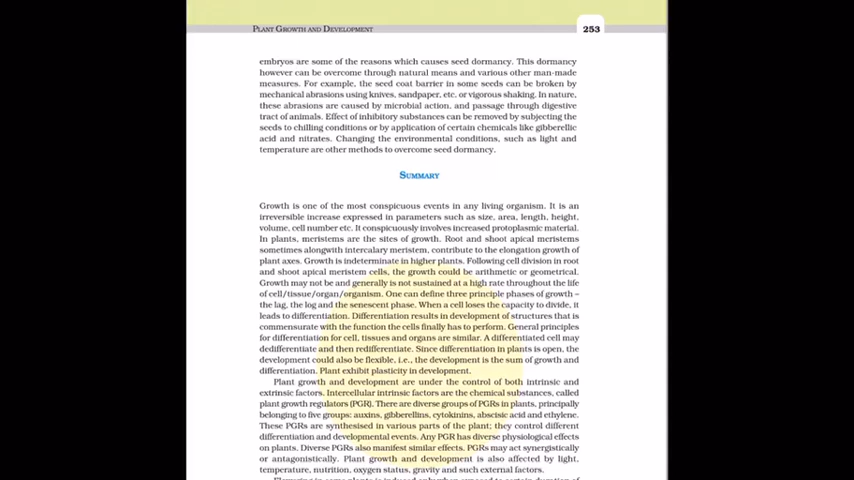 PLANT GROWTH AND DEVELOPMENT
253
embryos are some of the reasons which causes seed dormancy. This dormancy
however can be overcome through natural means and various other man-made
measures. For example, the seed coat barrier in some seeds can be broken by
mechanical abrasions using knives, sandpaper, etc. or vigorous shaking. In nature,
these abrasions are caused by microbial action, and passage through digestive
tract of animals. Effect of inhibitory substances can be removed by subjecting the
seeds to chilling conditions or by application of certain chemicals like gibberellic
acid and nitrates. Changing the environmental conditions, such as light and
temperature are other methods to overcome seed dormancy.
SUMMARY
Growth is one of the most conspicuous events in any living organism. It is an
irreversible increase expressed in parameters such as size, area, length, height,
volume, cell number etc. It conspicuously involves increased protoplasmic material.
In plants, meristems are the sites of growth. Root and shoot apical meristems
sometimes alongwith intercalary meristem, contribute to the elongation growth of
plant axes. Growth is indeterminate in higher plants. Following cell division in root
and shoot apical meristem cells, the growth could be arithmetic or geometrical.
Growth may not be and generally is not sustained at a high rate throughout the life
of cell/tissue/organ/organism. One can define three principle phases of growth –
the lag, the log and the senescent phase. When a cell loses the capacity to divide, it
leads to differentiation. Differentiation results in development of structures that is
commensurate with the function the cells finally has to perform. General principles
for differentiation for cell, tissues and organs are similar. A differentiated cell may
dedifferentiate and then redifferentiate. Since differentiation in plants is open, the
development could also be flexible, i.e., the development is the sum of growth and
differentiation. Plant exhibit plasticity in development.
Plant growth and development are under the control of both intrinsic and
extrinsic factors. Intercellular intrinsic factors are the chemical substances, called
plant growth regulators (PGR). There are diverse groups of PGRs in plants, principally
belonging to five groups: auxins, gibberellins, cytokinins, abscisic acid and ethylene.
These PGRs are synthesised in various parts of the plant; they control different
differentiation and developmental events. Any PGR has diverse physiological effects
on plants. Diverse PGRs also manifest similar effects. PGRs may act synergistically
or antagonistically. Plant growth and development is also affected by light,
temperature, nutrition, oxygen status, gravity and such external factors.